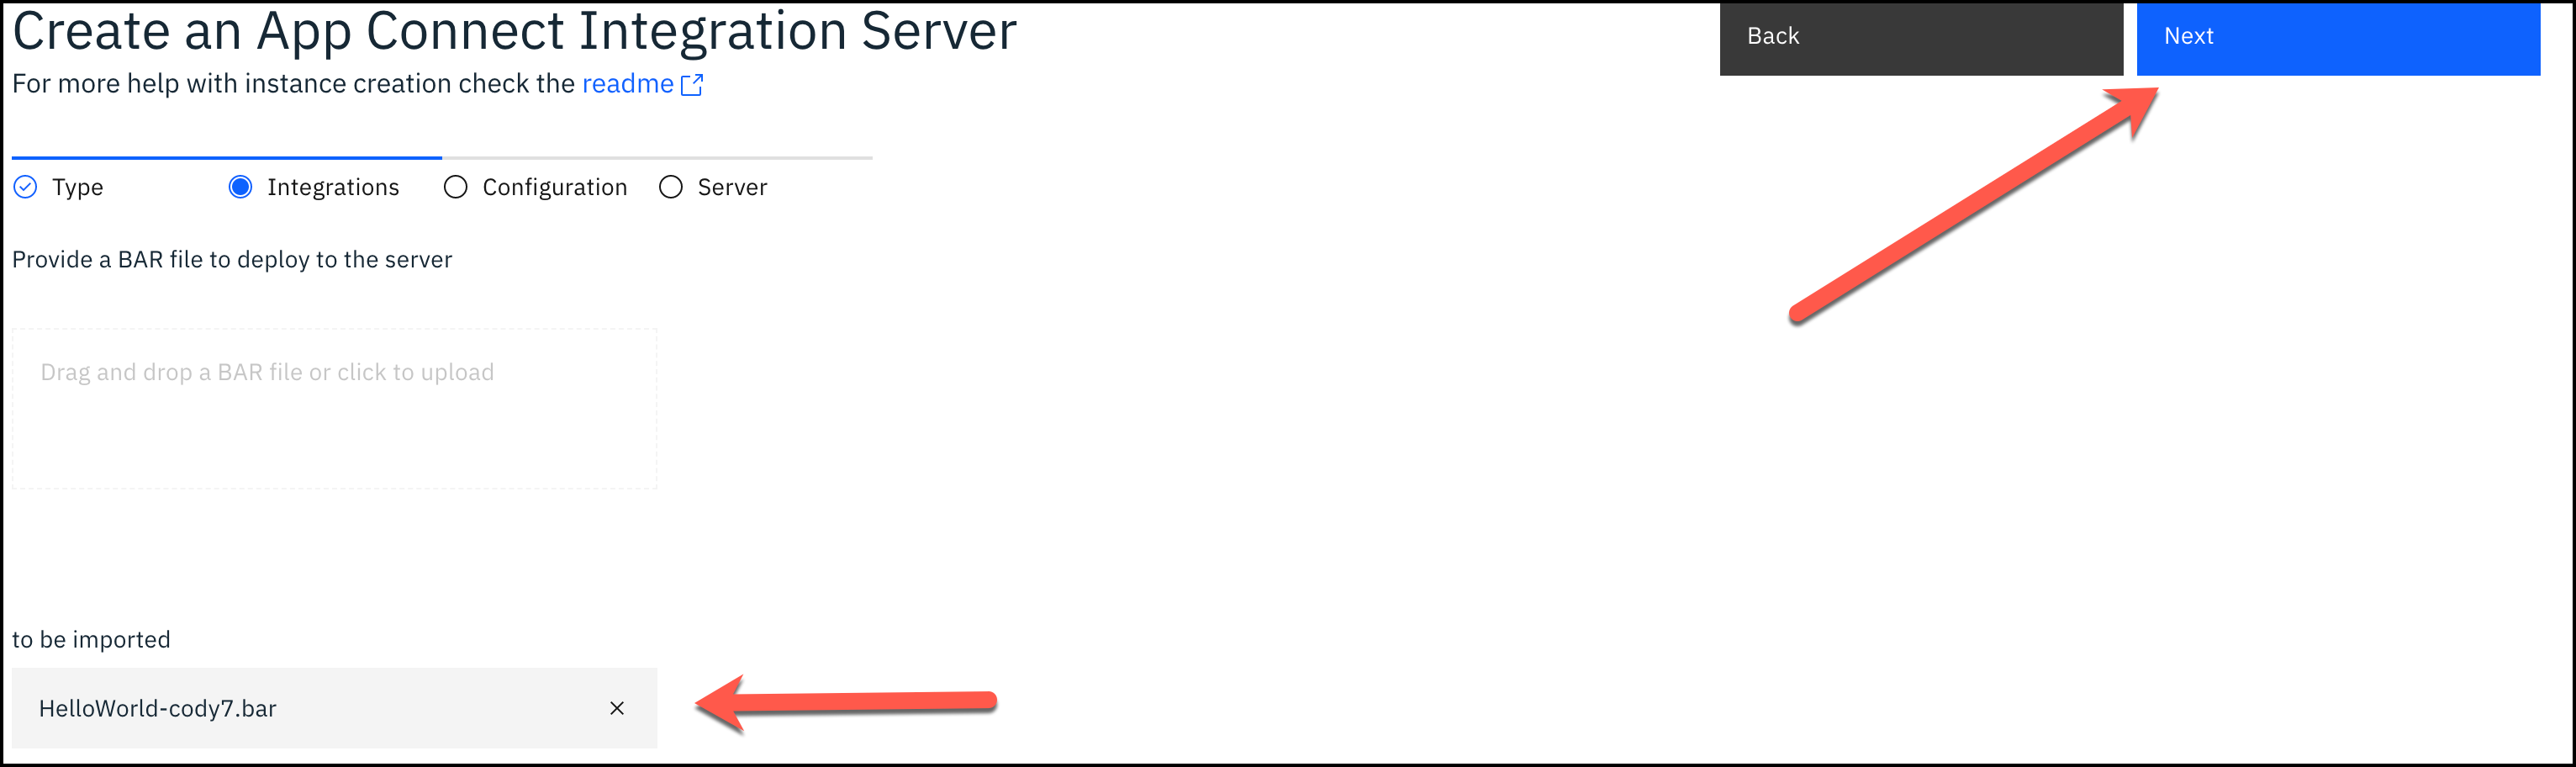 Create an App Connect Integration Server
Back
Next
For more help with instance creation check the readme
Type
Integrations
Configuration
Server
Provide a BAR file to deploy to the server
Drag and drop a BAR file or click to upload
to be imported
HelloWorld-cody7.bar